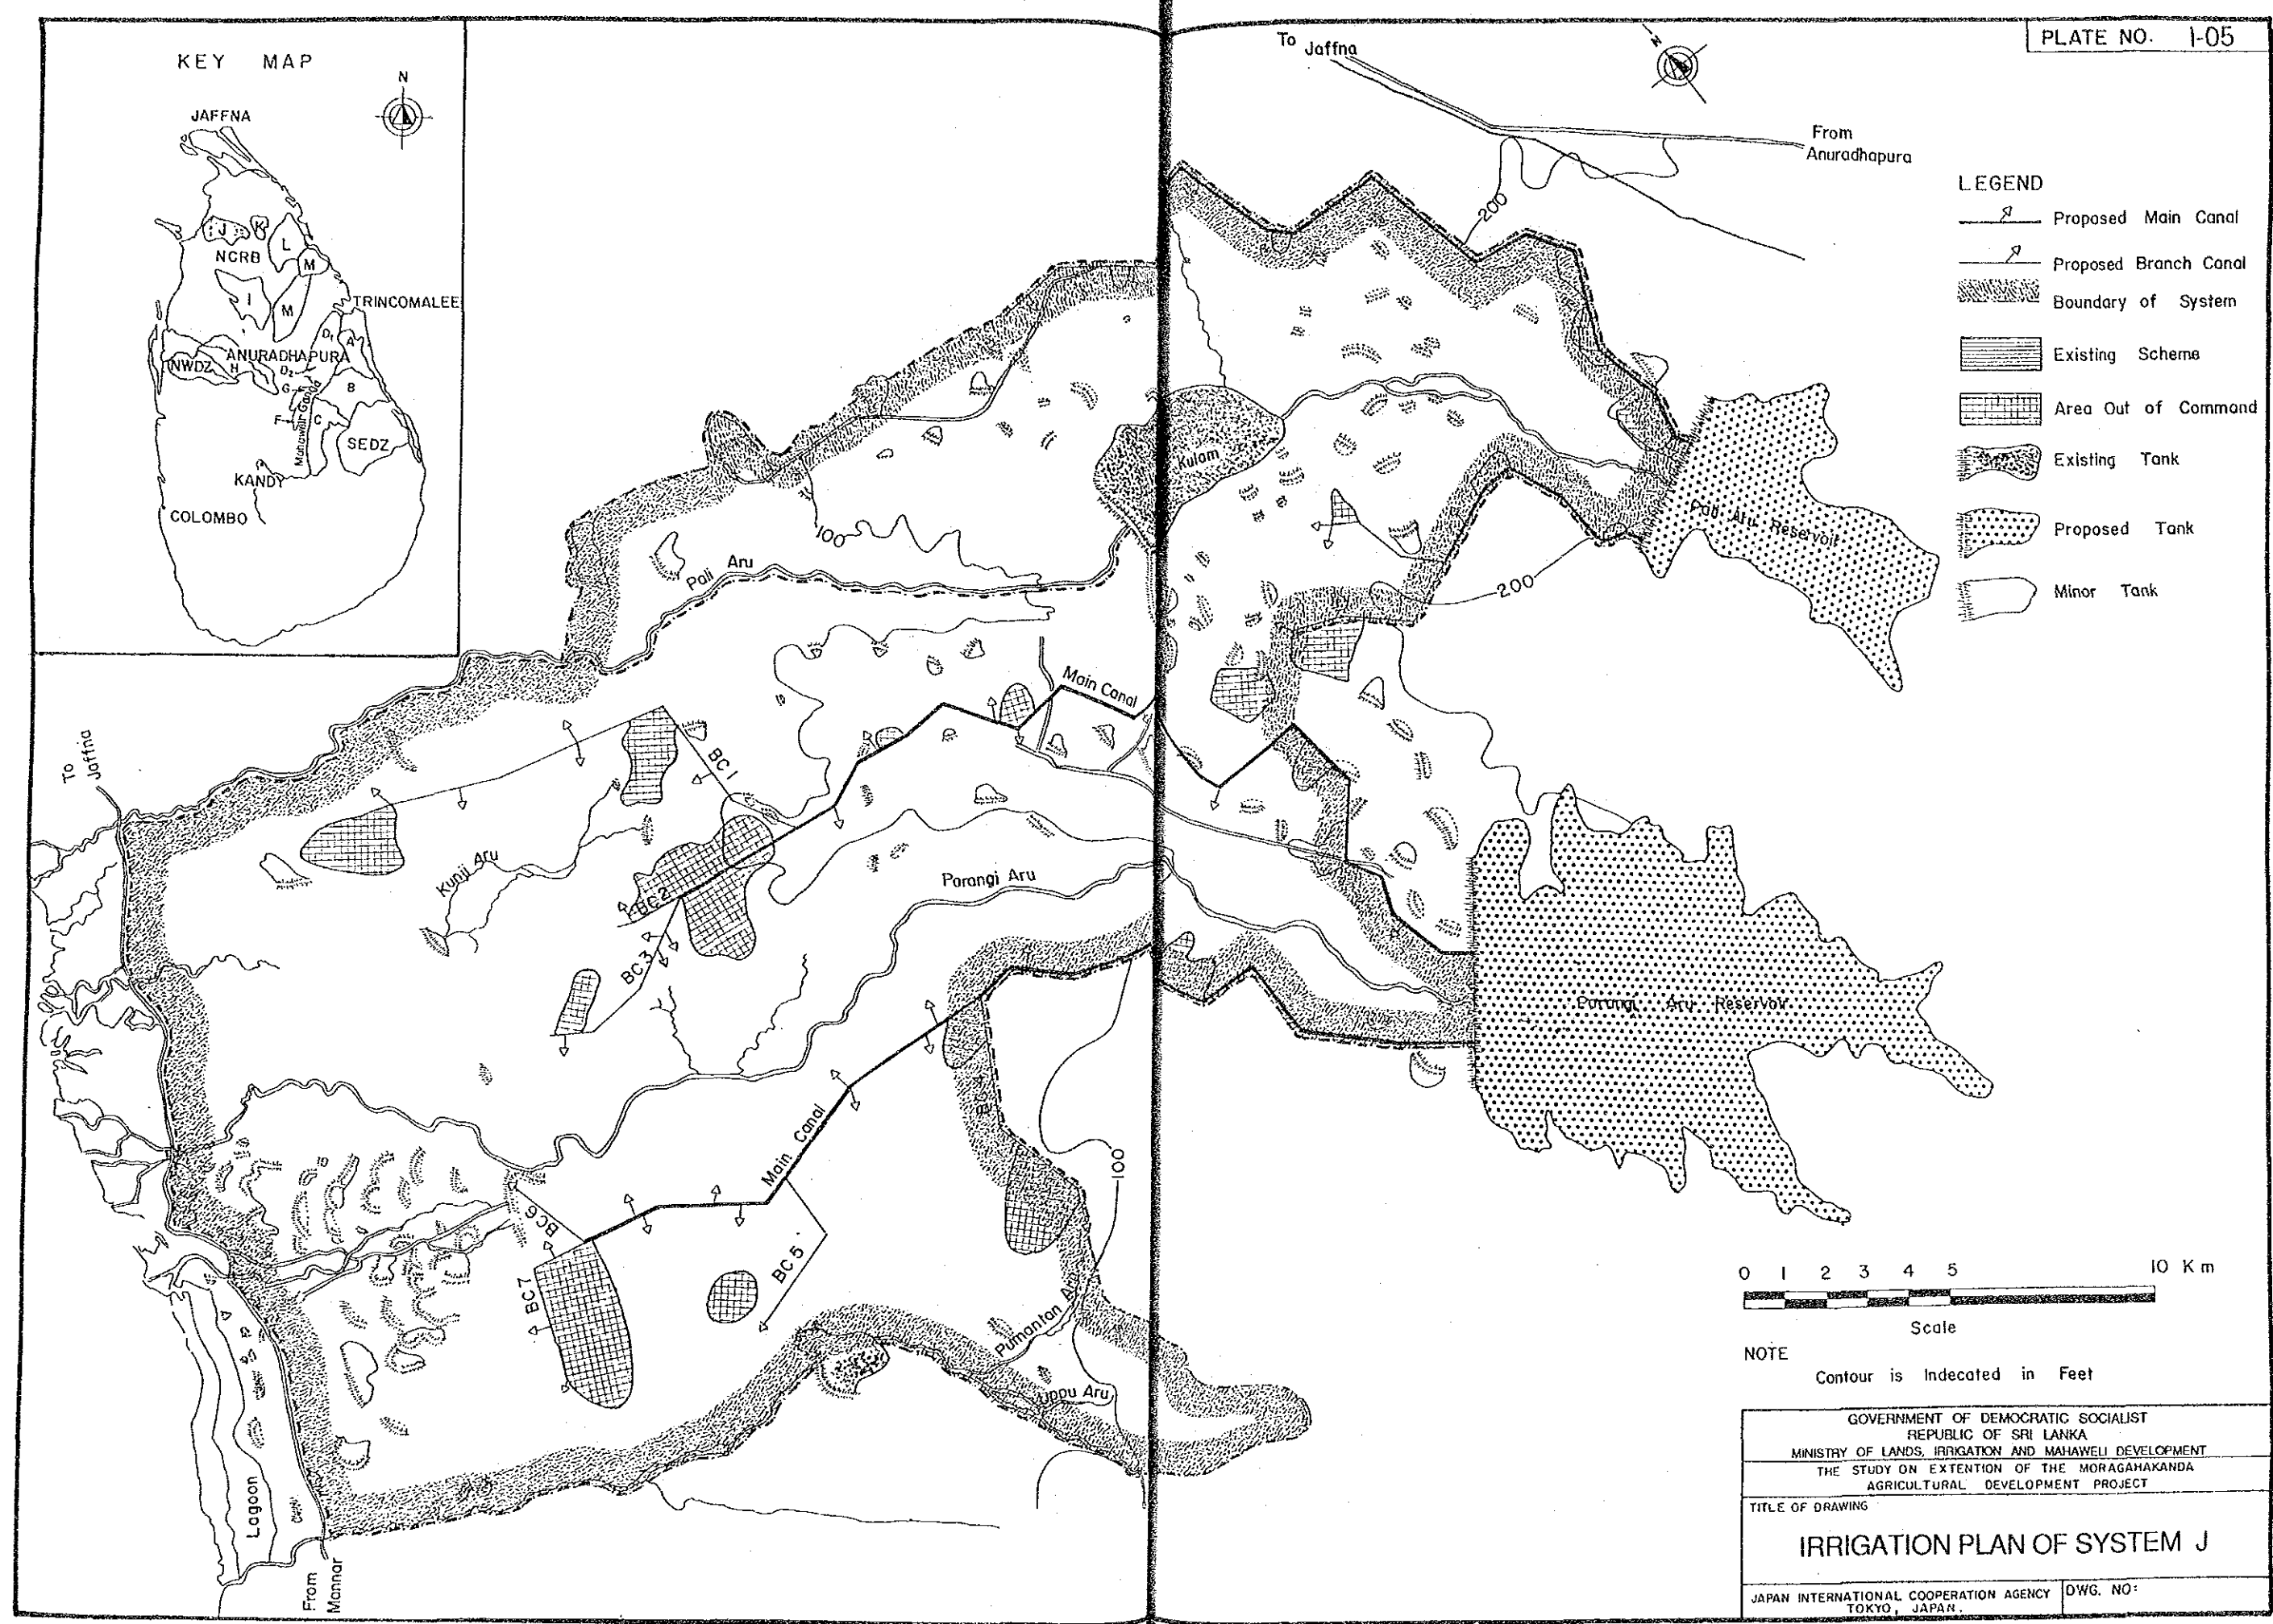 PLATE NO. I-05
KEY MAP
N
JAFFNA
J
K
L
NCRB
M
I
M
TRINCOMALEE
D1
A
ANURADHAPURA
NWDZ
H
D2
G
B
F
C
Mahaweli Ganga
SEDZ
KANDY
COLOMBO
To Jaffna
N
From
Anuradhapura
200
LEGEND
Proposed Main Canal
Proposed Branch Canal
Boundary of System
Existing Scheme
Area Out of Command
Existing Tank
Proposed Tank
Minor Tank
Kulam
100
Pali Aru
Pali Aru Reservoir
200
Main Canal
To
Jaffna
BC 1
Kunji Aru
BC 2
Parangi Aru
BC 3
Parangi Aru Reservoir
Main Canal
100
BC6
BC 5
BC7
Pumantan Aru
Uppu Aru
Lagoon
From
Mannar
0 1 2 3 4 5 10 Km
Scale
NOTE
Contour is Indecated in Feet
GOVERNMENT OF DEMOCRATIC SOCIALIST
REPUBLIC OF SRI LANKA
MINISTRY OF LANDS, IRRIGATION AND MAHAWELI DEVELOPMENT
THE STUDY ON EXTENTION OF THE MORAGAHAKANDA
AGRICULTURAL DEVELOPMENT PROJECT
TITLE OF DRAWING
IRRIGATION PLAN OF SYSTEM J
JAPAN INTERNATIONAL COOPERATION AGENCY
TOKYO, JAPAN.
DWG. NO: